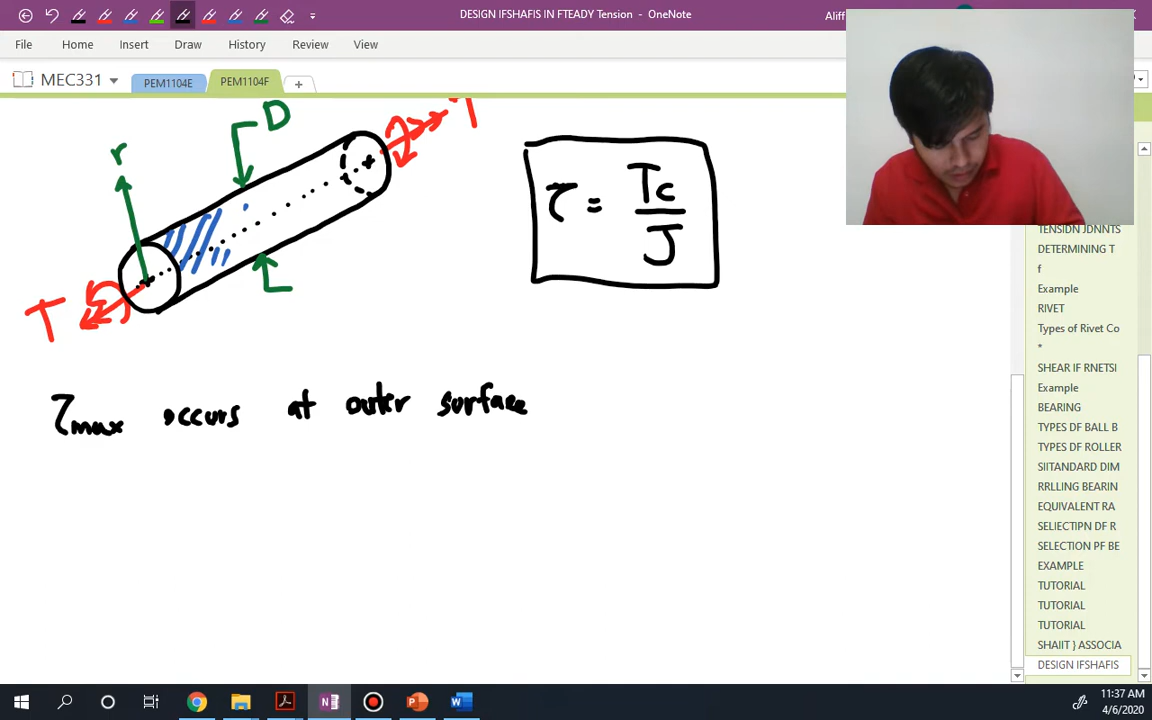 DESIGN IFSHAFIS IN FTEADY Tension - OneNote
Aliff
File Home Insert Draw History Review View
MEC331 PEM1104E PEM1104F
D
T
r
τ = Tc
J
T
τmax occurs at outer surface
TENSIDN JDNNTS
DETERMINING T
f
Example
RIVET
Types of Rivet Co
*
SHEAR IF RNETSI
Example
BEARING
TYPES DF BALL B
TYPES DF ROLLER
SIITANDARD DIM
RRLLING BEARIN
EQUIVALENT RA
SELIECTIPN DF R
SELECTION PF BE
EXAMPLE
TUTORIAL
TUTORIAL
TUTORIAL
SHAIIT } ASSOCIA
DESIGN IFSHAFIS
11:37 AM
4/6/2020